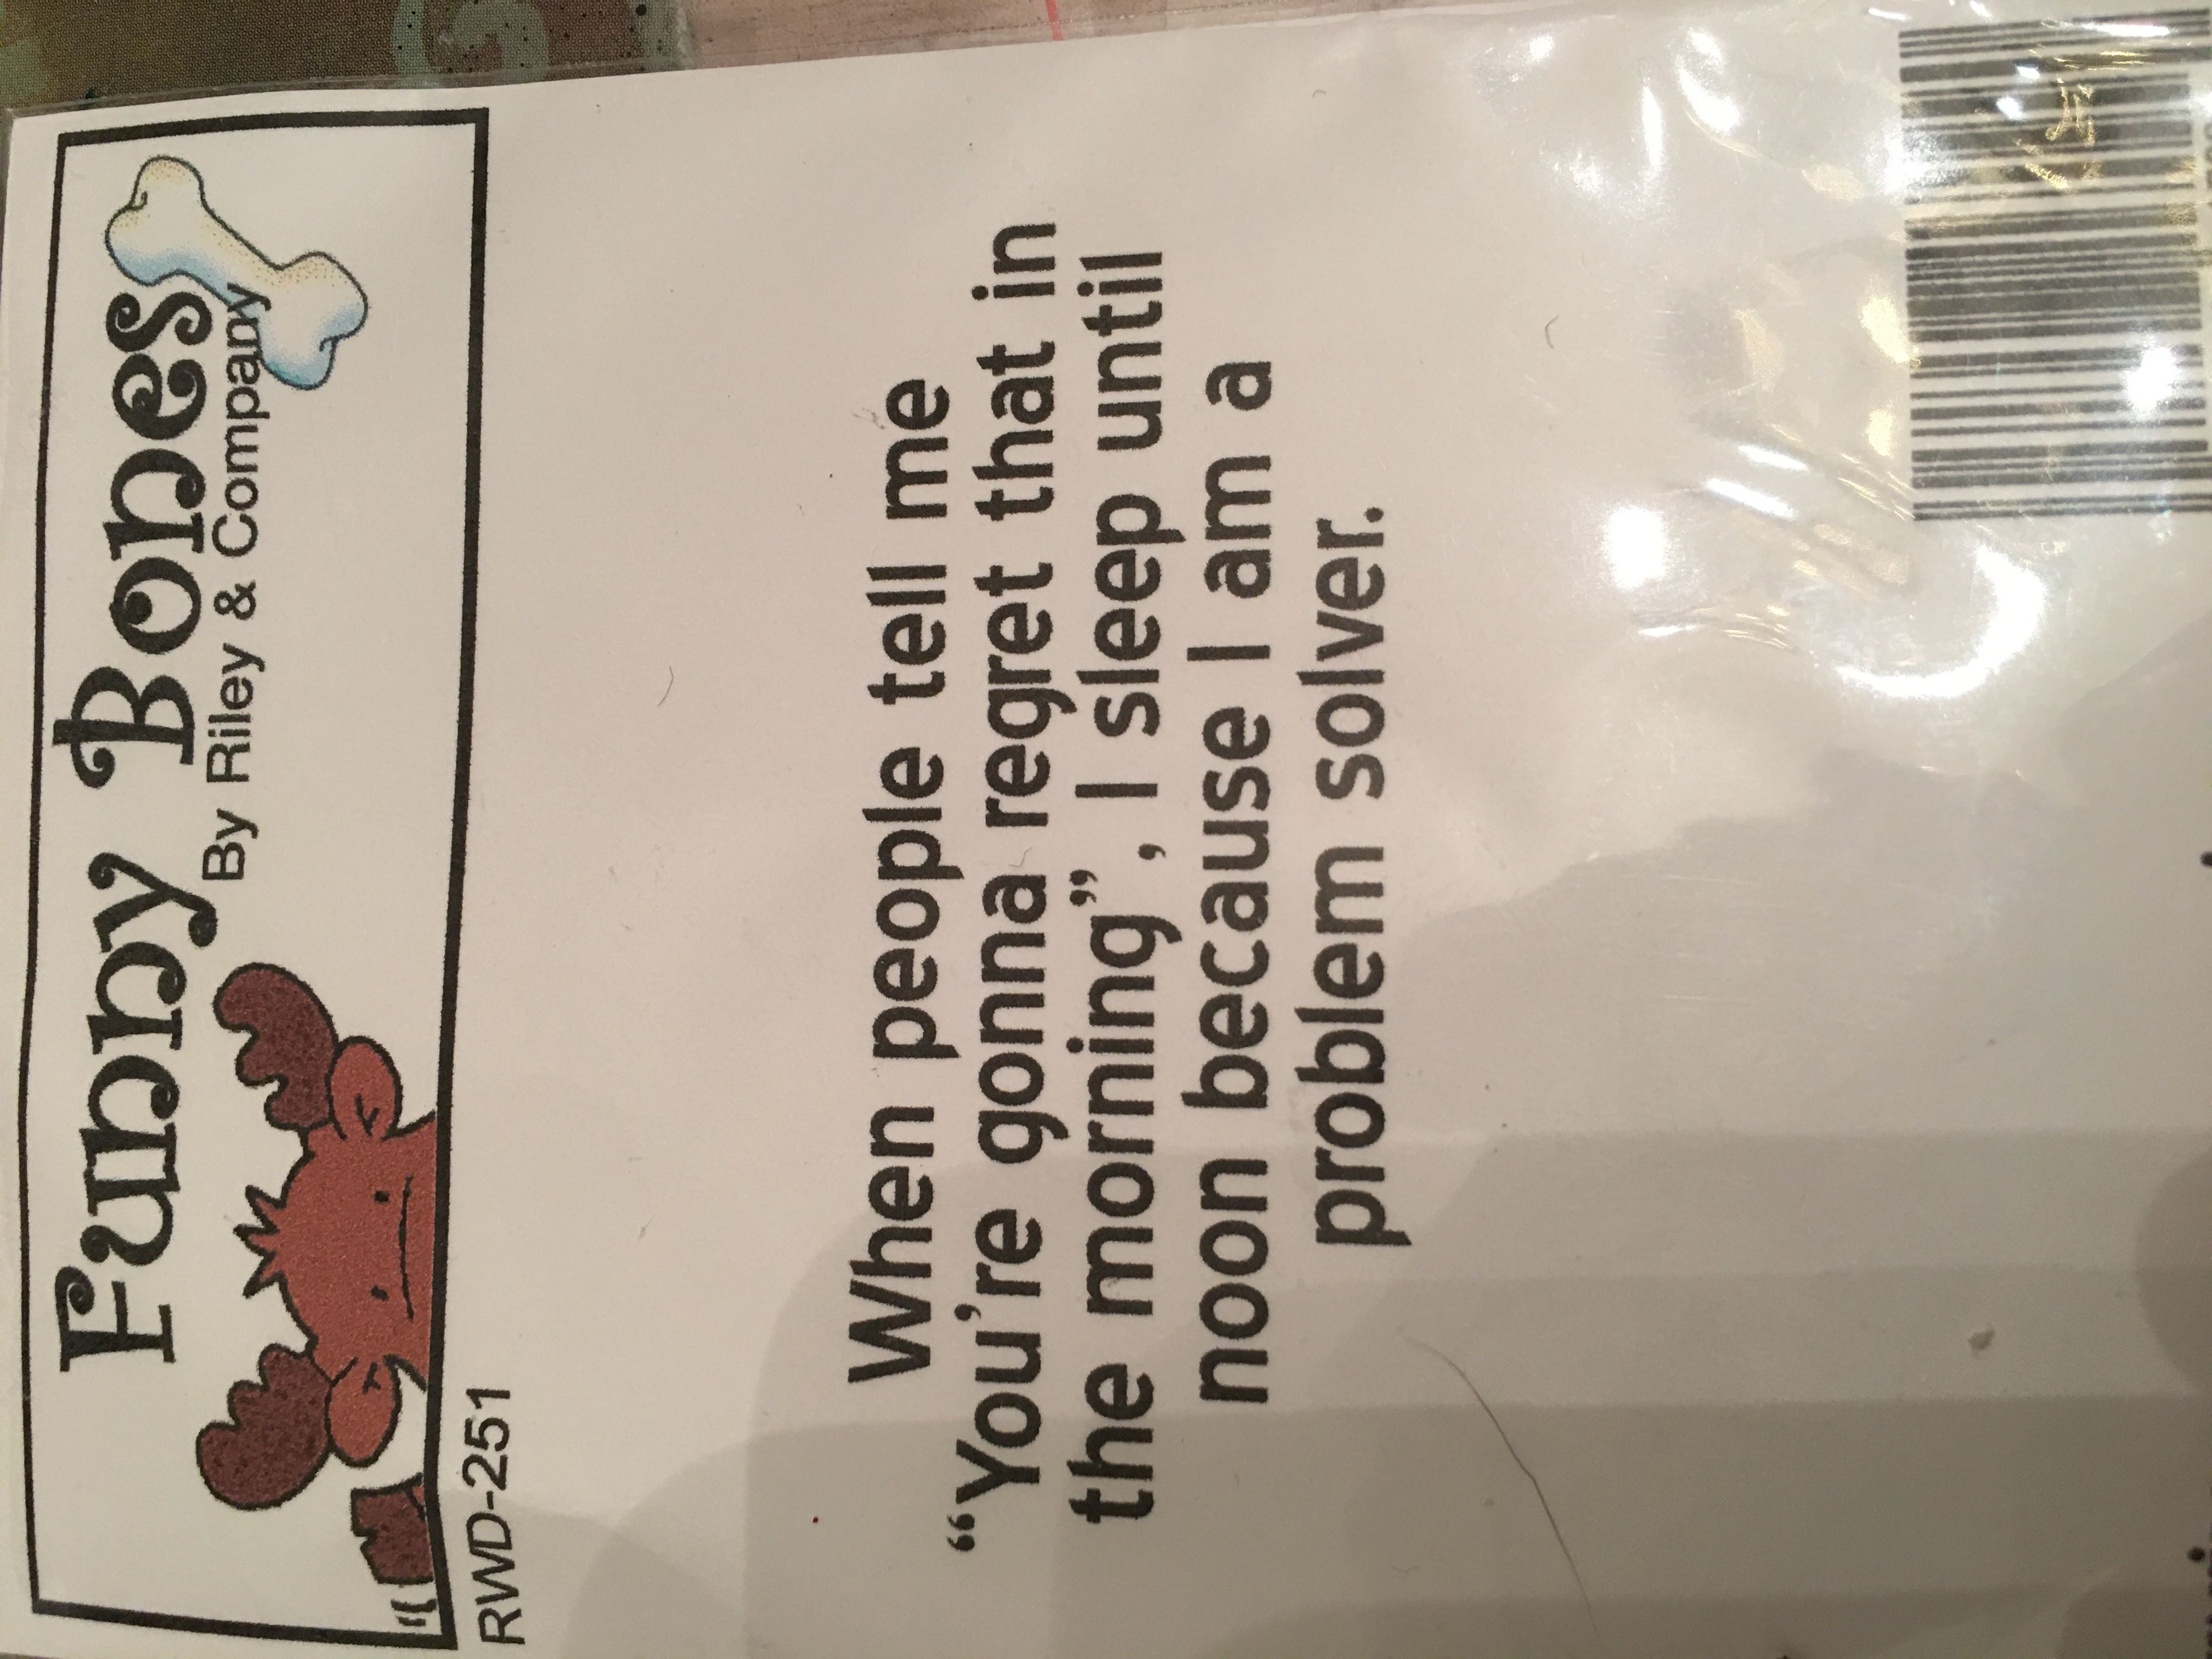 Funny Bones
By Riley & Company
RWD-251
When people tell me
“You’re gonna regret that in
the morning”, I sleep until
noon because I am a
problem solver.